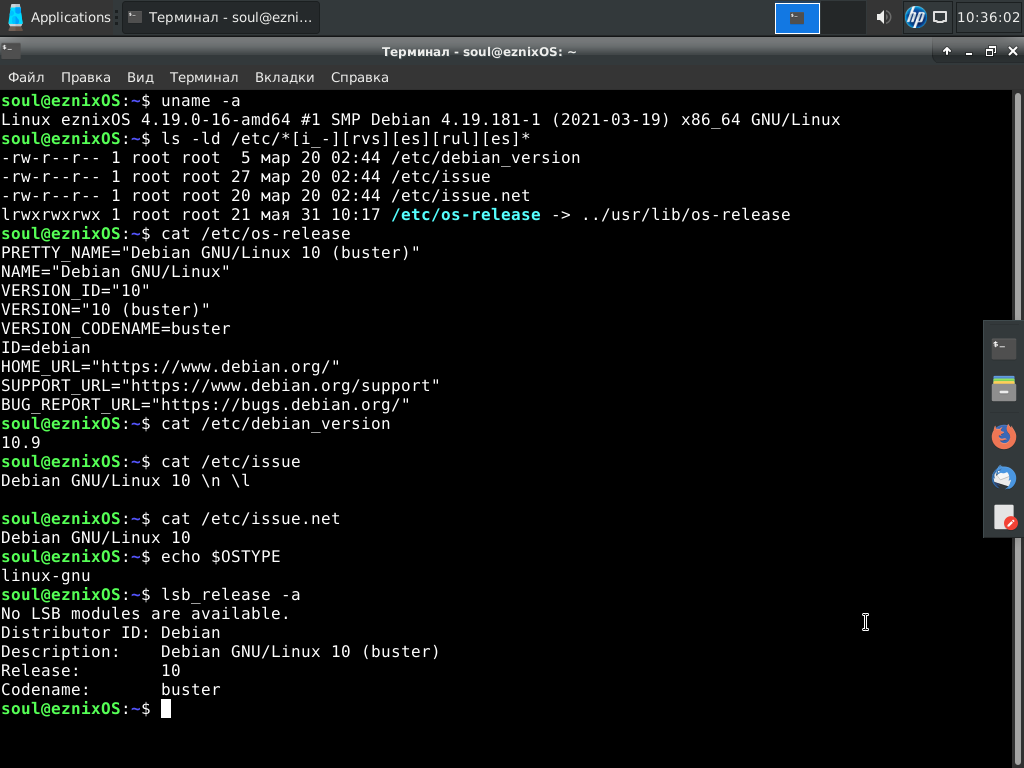 Applications
Терминал - soul@ezni...
hp
10:36:02
Терминал - soul@eznixOS: ~
Файл Правка Вид Терминал Вкладки Справка
soul@eznixOS:~$ uname -a
Linux eznixOS 4.19.0-16-amd64 #1 SMP Debian 4.19.181-1 (2021-03-19) x86_64 GNU/Linux
soul@eznixOS:~$ ls -ld /etc/*[i_-][rvs][es][rul][es]*
-rw-r--r-- 1 root root  5 мар 20 02:44 /etc/debian_version
-rw-r--r-- 1 root root 27 мар 20 02:44 /etc/issue
-rw-r--r-- 1 root root 20 мар 20 02:44 /etc/issue.net
lrwxrwxrwx 1 root root 21 мая 31 10:17 /etc/os-release -> ../usr/lib/os-release
soul@eznixOS:~$ cat /etc/os-release
PRETTY_NAME="Debian GNU/Linux 10 (buster)"
NAME="Debian GNU/Linux"
VERSION_ID="10"
VERSION="10 (buster)"
VERSION_CODENAME=buster
ID=debian
HOME_URL="https://www.debian.org/"
SUPPORT_URL="https://www.debian.org/support"
BUG_REPORT_URL="https://bugs.debian.org/"
soul@eznixOS:~$ cat /etc/debian_version
10.9
soul@eznixOS:~$ cat /etc/issue
Debian GNU/Linux 10 \n \l
soul@eznixOS:~$ cat /etc/issue.net
Debian GNU/Linux 10
soul@eznixOS:~$ echo $OSTYPE
linux-gnu
soul@eznixOS:~$ lsb_release -a
No LSB modules are available.
Distributor ID: Debian
Description:    Debian GNU/Linux 10 (buster)
Release:        10
Codename:       buster
soul@eznixOS:~$